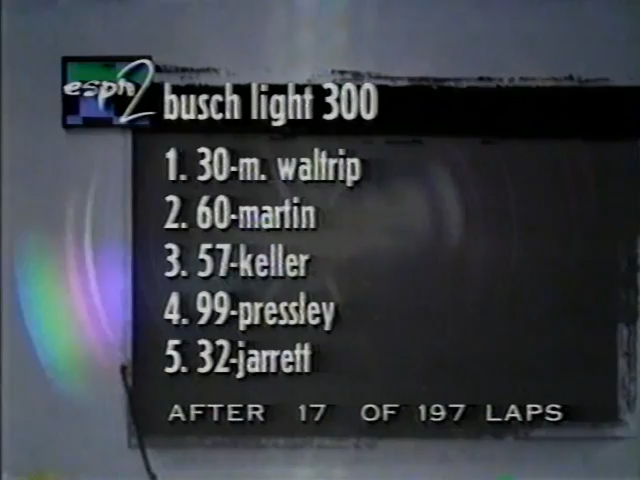 espn2
busch light 300
1. 30-m. waltrip
2. 60-martin
3. 57-keller
4. 99-pressley
5. 32-jarrett
AFTER 17 OF 197 LAPS